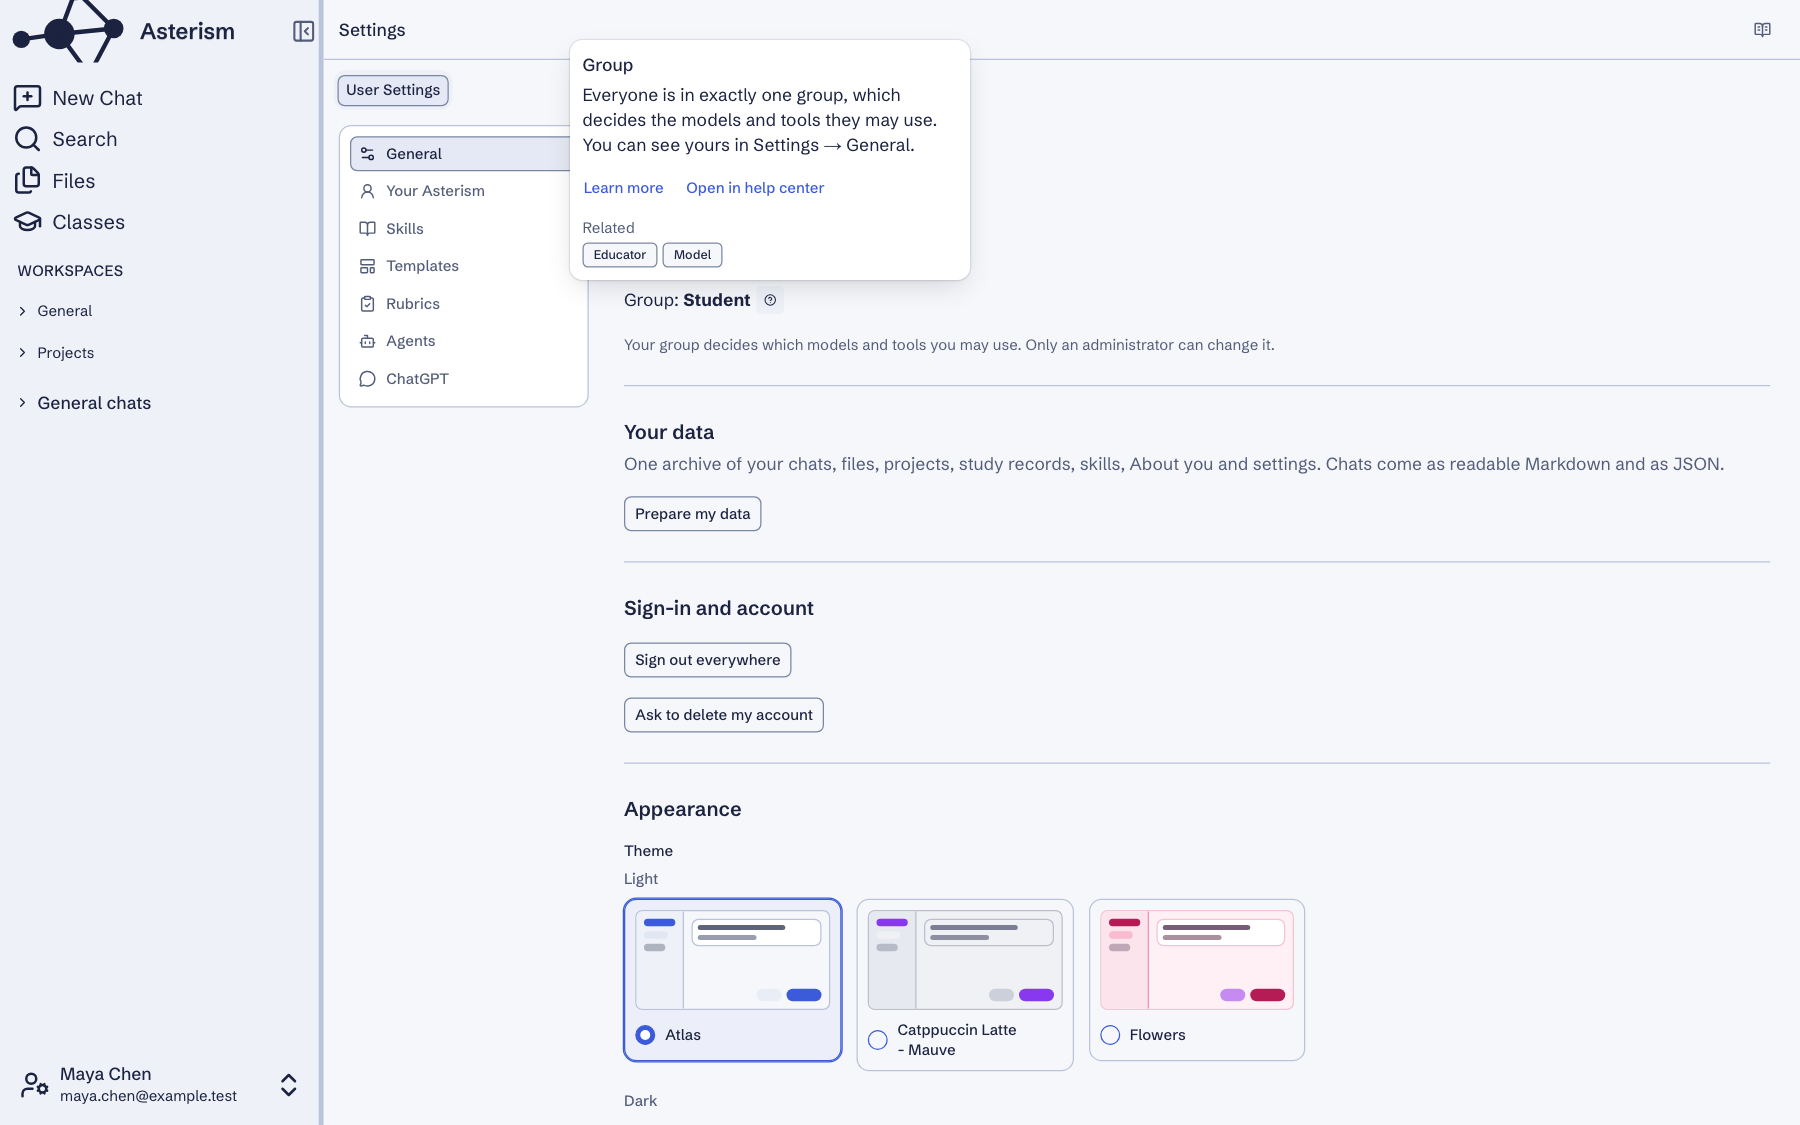 Asterism
New Chat
Search
Files
Classes
WORKSPACES
General
Projects
General chats
Maya Chen
maya.chen@example.test
Settings
User Settings
General
Your Asterism
Skills
Templates
Rubrics
Agents
ChatGPT
Group
Everyone is in exactly one group, which
decides the models and tools they may use.
You can see yours in Settings → General.
Learn more
Open in help center
Related
Educator
Model
Group: Student
Your group decides which models and tools you may use. Only an administrator can change it.
Your data
One archive of your chats, files, projects, study records, skills, About you and settings. Chats come as readable Markdown and as JSON.
Prepare my data
Sign-in and account
Sign out everywhere
Ask to delete my account
Appearance
Theme
Light
Atlas
Catppuccin Latte
- Mauve
Flowers
Dark